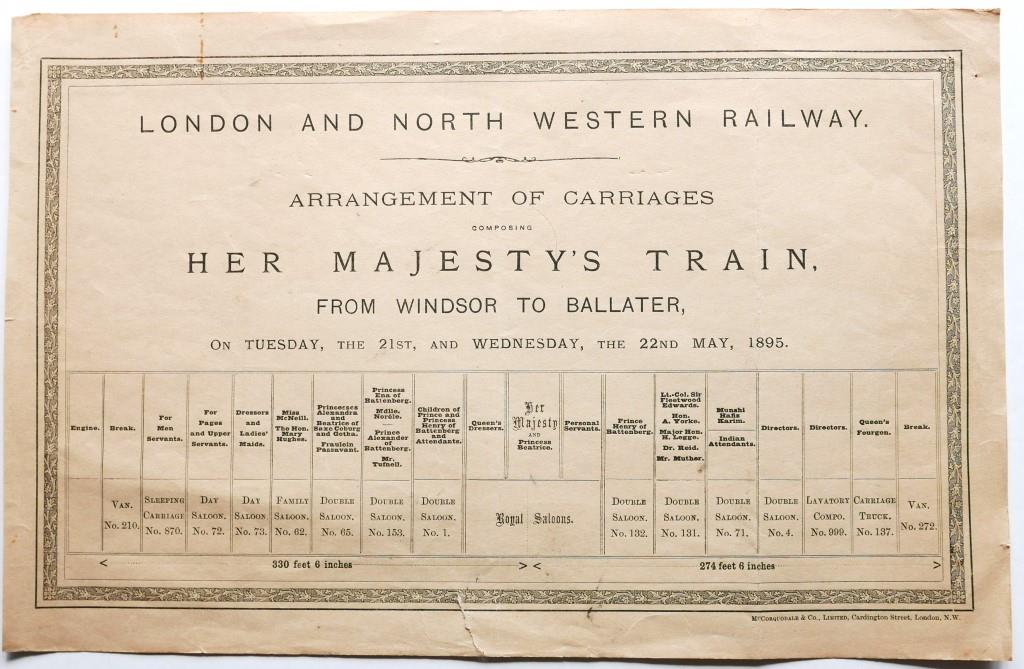 LONDON AND NORTH WESTERN RAILWAY.
ARRANGEMENT OF CARRIAGES
COMPOSING
HER MAJESTY'S TRAIN,
FROM WINDSOR TO BALLATER,
ON TUESDAY, THE 21ST, AND WEDNESDAY, THE 22ND MAY, 1895.
Engine.
Break.
For
Men
Servants.
For
Pages
and Upper
Servants.
Dressers
and
Ladies'
Maids.
Miss
McNeill.
The Hon.
Mary
Hughes.
Princesses
Alexandra
and
Beatrice of
Saxe Coburg
and Gotha.
Fraulein
Passavant.
Princess
Ena of
Battenberg.
Mdlle.
Norèle.
Prince
Alexander
of
Battenberg.
Mr.
Tufnell.
Children of
Prince and
Princess
Henry of
Battenberg
and
Attendants.
Queen's
Dressers.
Her
Majesty
AND
Princess
Beatrice.
Personal
Servants.
Prince
Henry of
Battenberg.
Lt.-Col. Sir
Fleetwood
Edwards.
Hon.
A. Yorke.
Major Hon.
H. Legge.
Dr. Reid.
Mr. Muther.
Munshi
Hafiz
Karim.
Indian
Attendants.
Directors.
Directors.
Queen's
Fourgon.
Break.
VAN.
No. 210.
SLEEPING
CARRIAGE
No. 870.
DAY
SALOON.
No. 72.
DAY
SALOON.
No. 73.
FAMILY
SALOON.
No. 62.
DOUBLE
SALOON.
No. 65.
DOUBLE
SALOON.
No. 153.
DOUBLE
SALOON.
No. 1.
Royal Saloons.
DOUBLE
SALOON.
No. 132.
DOUBLE
SALOON.
No. 131.
DOUBLE
SALOON.
No. 71.
DOUBLE
SALOON.
No. 4.
LAVATORY
COMPO.
No. 999.
CARRIAGE
TRUCK.
No. 137.
VAN.
No. 272.
< 330 feet 6 inches > < 274 feet 6 inches >
McCORQUODALE & CO., LIMITED, Cardington Street, London, N.W.